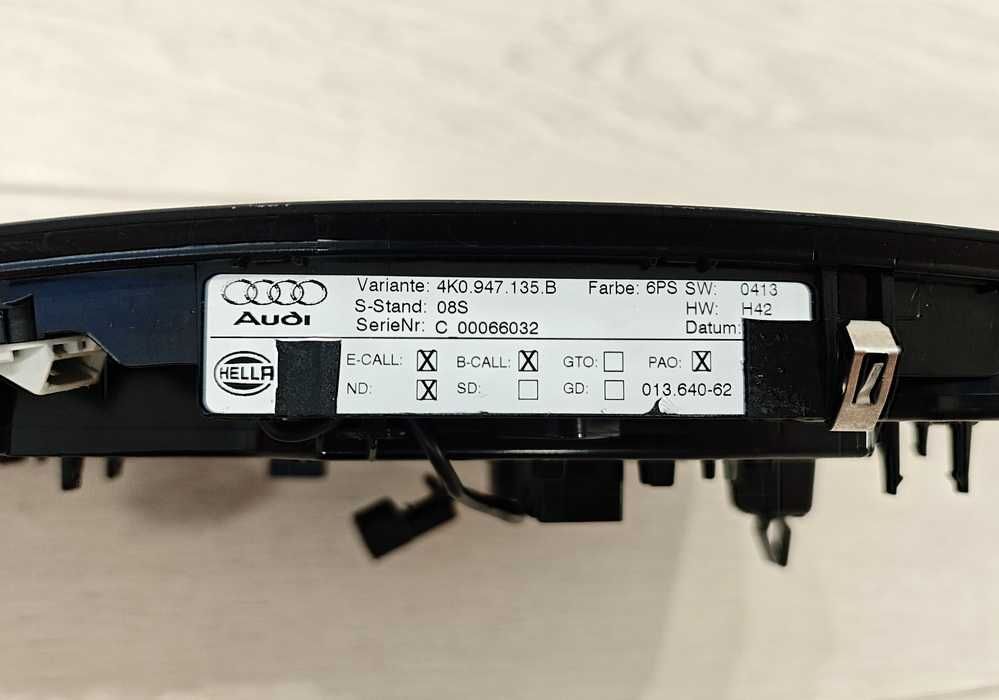 Audi
Variante: 4K0.947.135.B Farbe: 6PS SW: 0413
S-Stand: 08S HW: H42
SerieNr: C 00066032 Datum:
HELLA
E-CALL: X B-CALL: X GTO: PAO: X
ND: X SD: GD: 013.640-62